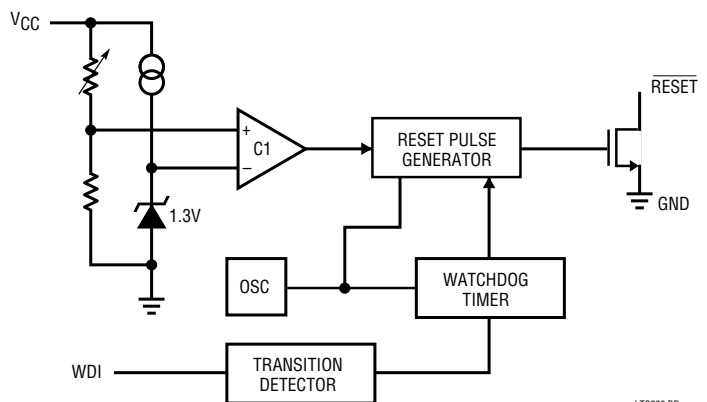 VCC
RESET
+
C1
−
RESET PULSE
GENERATOR
1.3V
GND
OSC
WATCHDOG
TIMER
WDI
TRANSITION
DETECTOR